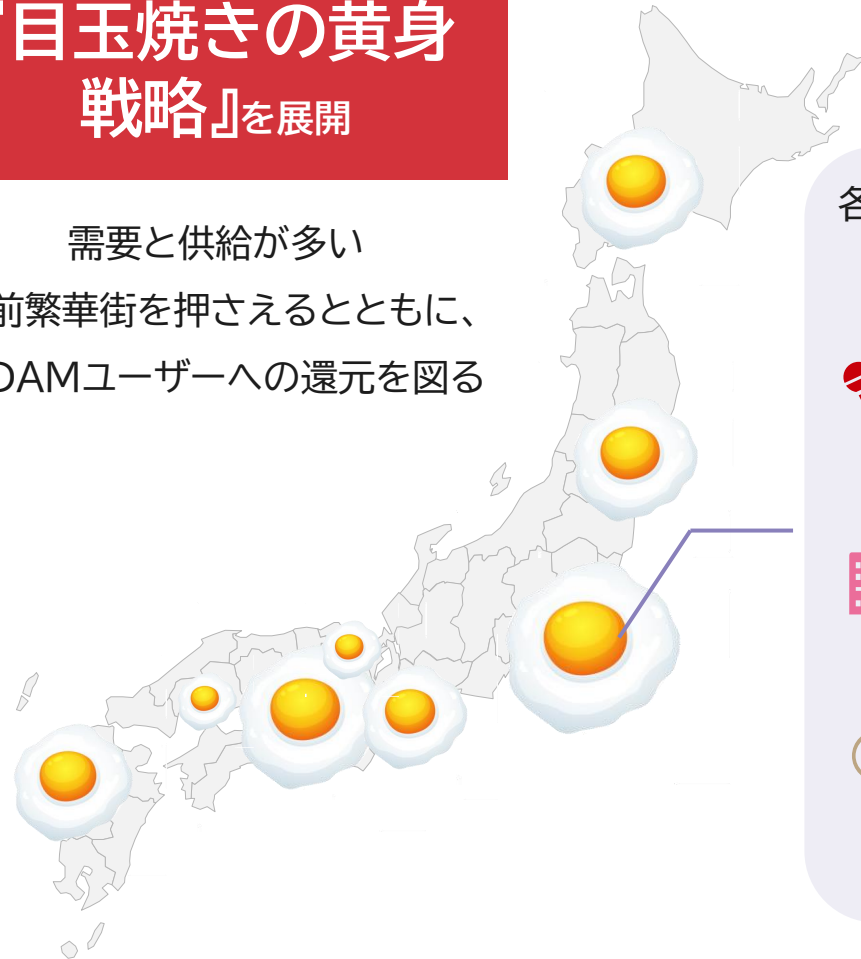 『目玉焼きの黄身
戦略』を展開
需要と供給が多い
前繁華街を押さえるとともに、
DAMユーザーへの還元を図る
各